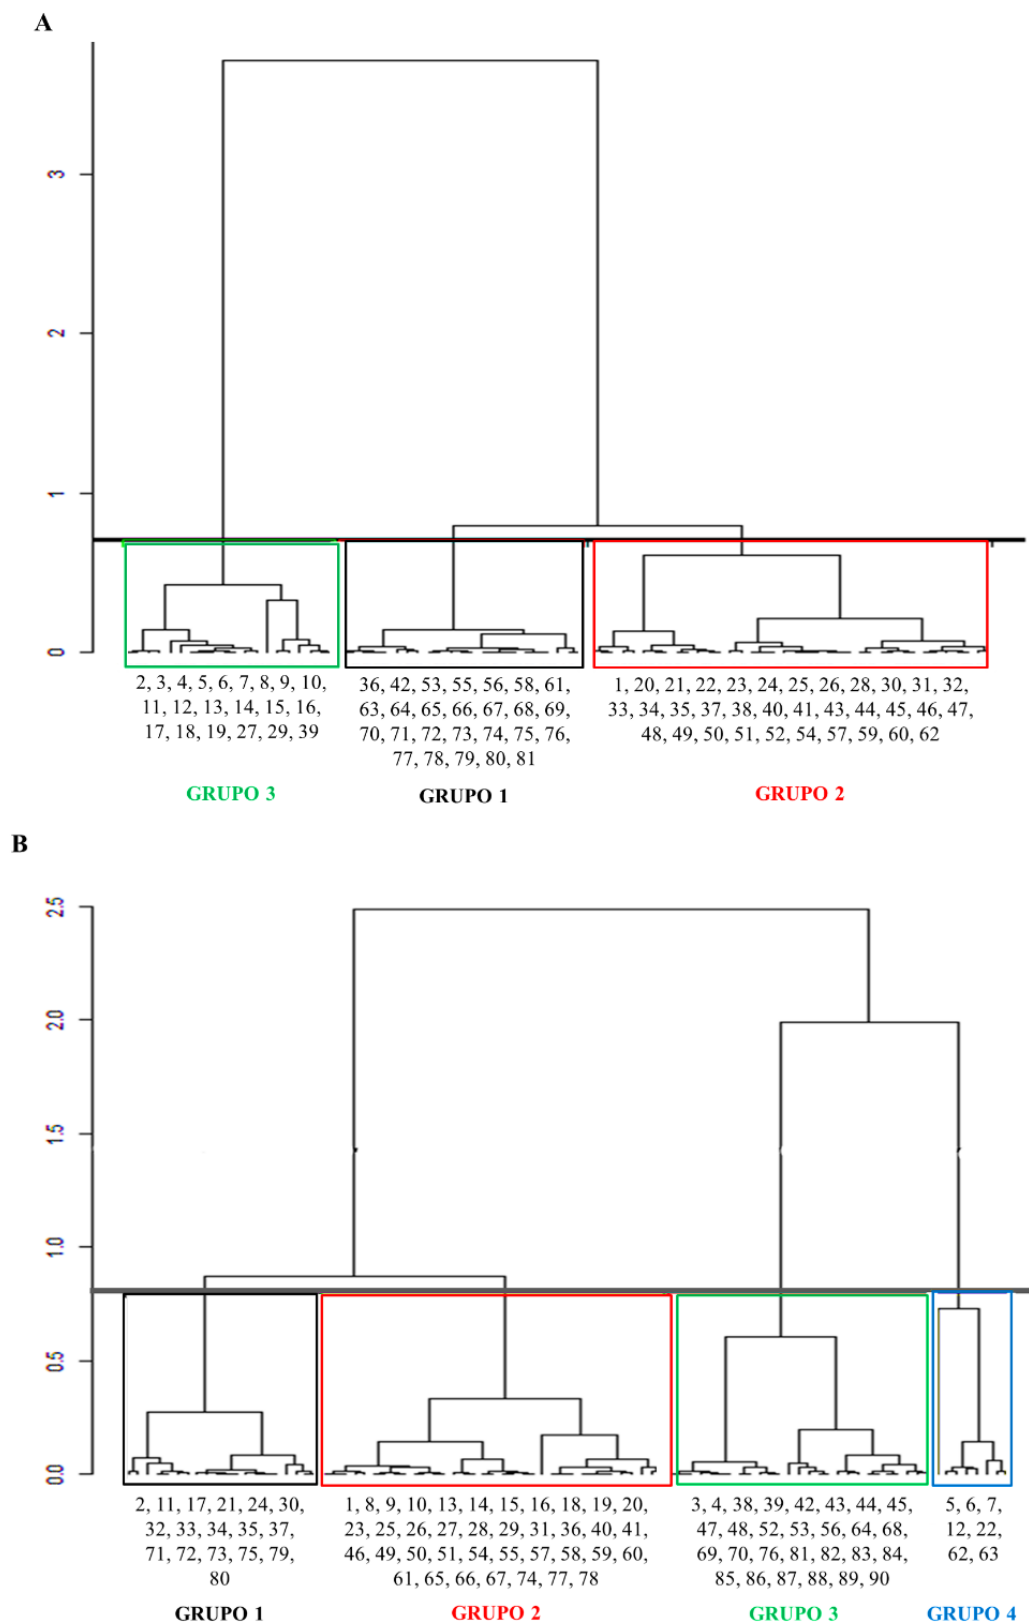 A
3
2
1
0
2, 3, 4, 5, 6, 7, 8, 9, 10,
11, 12, 13, 14, 15, 16,
17, 18, 19, 27, 29, 39
GRUPO 3
36, 42, 53, 55, 56, 58, 61,
63, 64, 65, 66, 67, 68, 69,
70, 71, 72, 73, 74, 75, 76,
77, 78, 79, 80, 81
GRUPO 1
1, 20, 21, 22, 23, 24, 25, 26, 28, 30, 31, 32,
33, 34, 35, 37, 38, 40, 41, 43, 44, 45, 46, 47,
48, 49, 50, 51, 52, 54, 57, 59, 60, 62
GRUPO 2
B
2.5
2.0
1.5
1.0
0.5
0.0
2, 11, 17, 21, 24, 30,
32, 33, 34, 35, 37,
71, 72, 73, 75, 79,
80
GRUPO 1
1, 8, 9, 10, 13, 14, 15, 16, 18, 19, 20,
23, 25, 26, 27, 28, 29, 31, 36, 40, 41,
46, 49, 50, 51, 54, 55, 57, 58, 59, 60,
61, 65, 66, 67, 74, 77, 78
GRUPO 2
3, 4, 38, 39, 42, 43, 44, 45,
47, 48, 52, 53, 56, 64, 68,
69, 70, 76, 81, 82, 83, 84,
85, 86, 87, 88, 89, 90
GRUPO 3
5, 6, 7,
12, 22,
62, 63
GRUPO 4